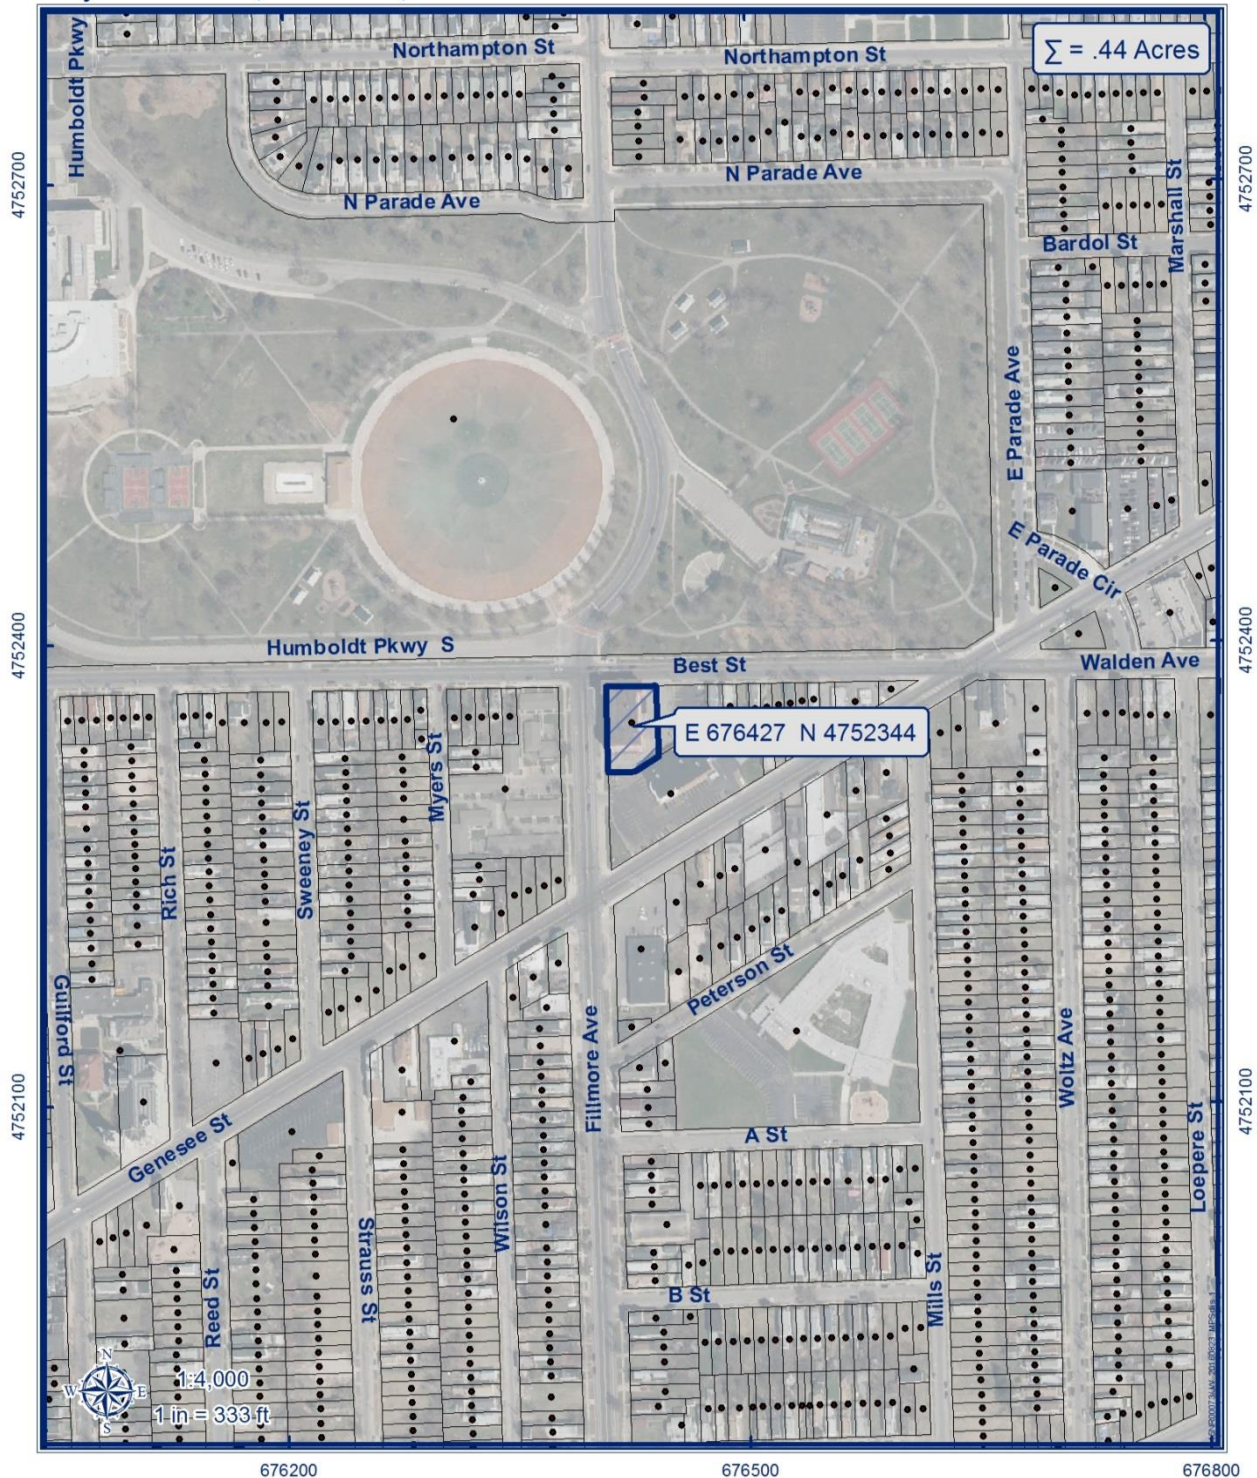 Northampton St
Northampton St
Σ = .44 Acres
Humboldt Pkwy
4752700
4752700
N Parade Ave
N Parade Ave
Marshall St
Bardol St
E Parade Ave
E Parade Cir
4752400
4752400
Humboldt Pkwy S
Best St
Walden Ave
E 676427 N 4752344
Myers St
Sweeney St
Rich St
Guilford St
Peterson St
Fillmore Ave
Woltz Ave
4752100
4752100
Genesee St
A St
Loepere St
Wilson St
Strauss St
Reed St
B St
Mills St
N
W E
S
1:4,000
1 in = 333 ft
676200
676500
676800